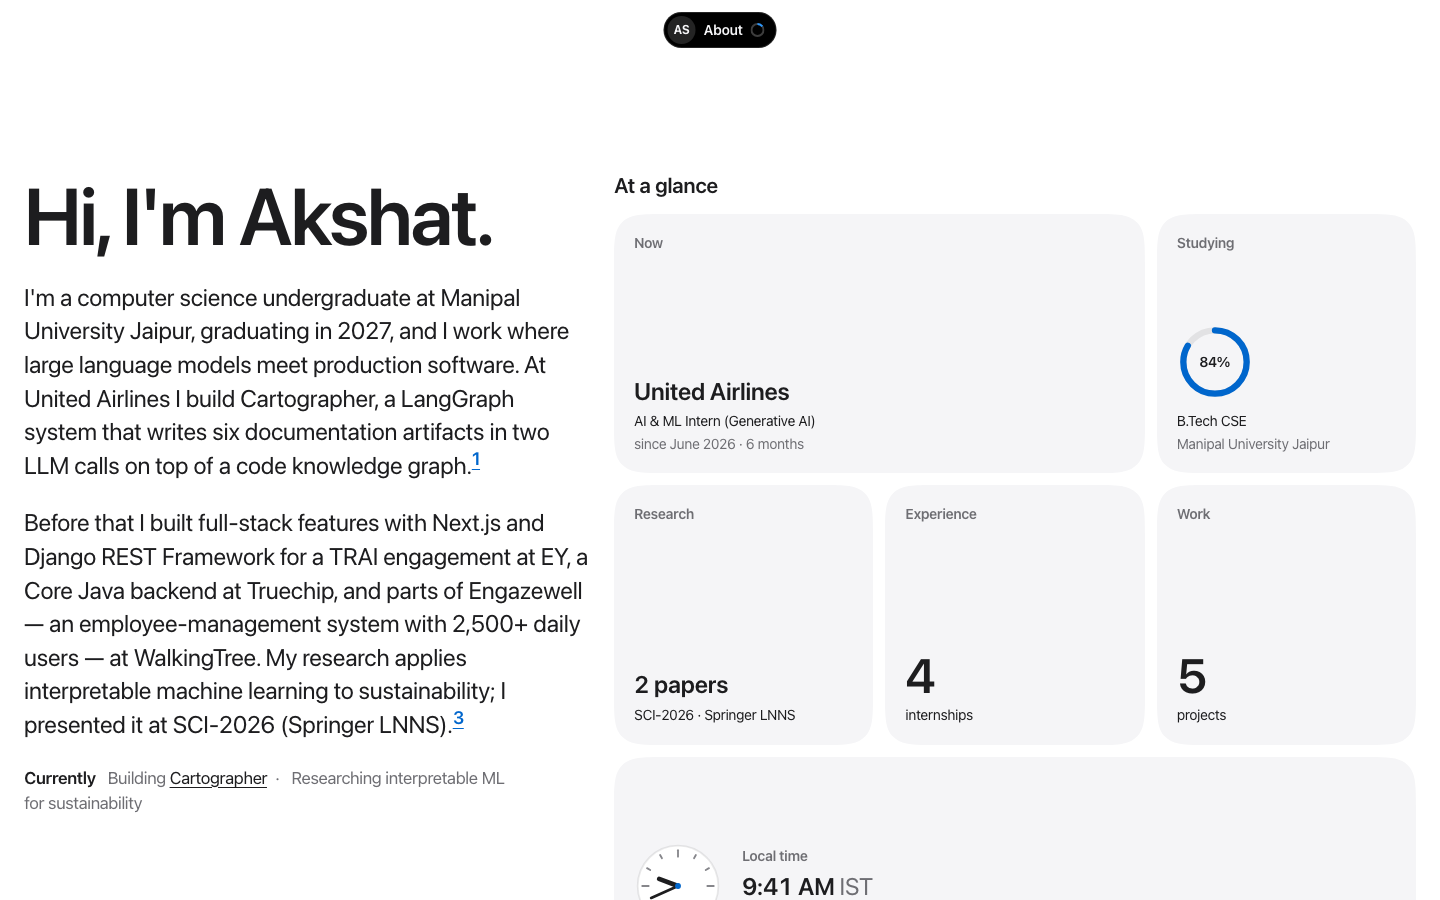 AS About
Hi, I'm Akshat.
I'm a computer science undergraduate at Manipal
University Jaipur, graduating in 2027, and I work where
large language models meet production software. At
United Airlines I build Cartographer, a LangGraph
system that writes six documentation artifacts in two
LLM calls on top of a code knowledge graph.1
Before that I built full-stack features with Next.js and
Django REST Framework for a TRAI engagement at EY, a
Core Java backend at Truechip, and parts of Engazewell
— an employee-management system with 2,500+ daily
users — at WalkingTree. My research applies
interpretable machine learning to sustainability; I
presented it at SCI-2026 (Springer LNNS).3
Currently Building Cartographer · Researching interpretable ML
for sustainability
At a glance
Now
United Airlines
AI & ML Intern (Generative AI)
since June 2026 · 6 months
Studying
84%
B.Tech CSE
Manipal University Jaipur
Research
2 papers
SCI-2026 · Springer LNNS
Experience
4
internships
Work
5
projects
Local time
9:41 AM IST